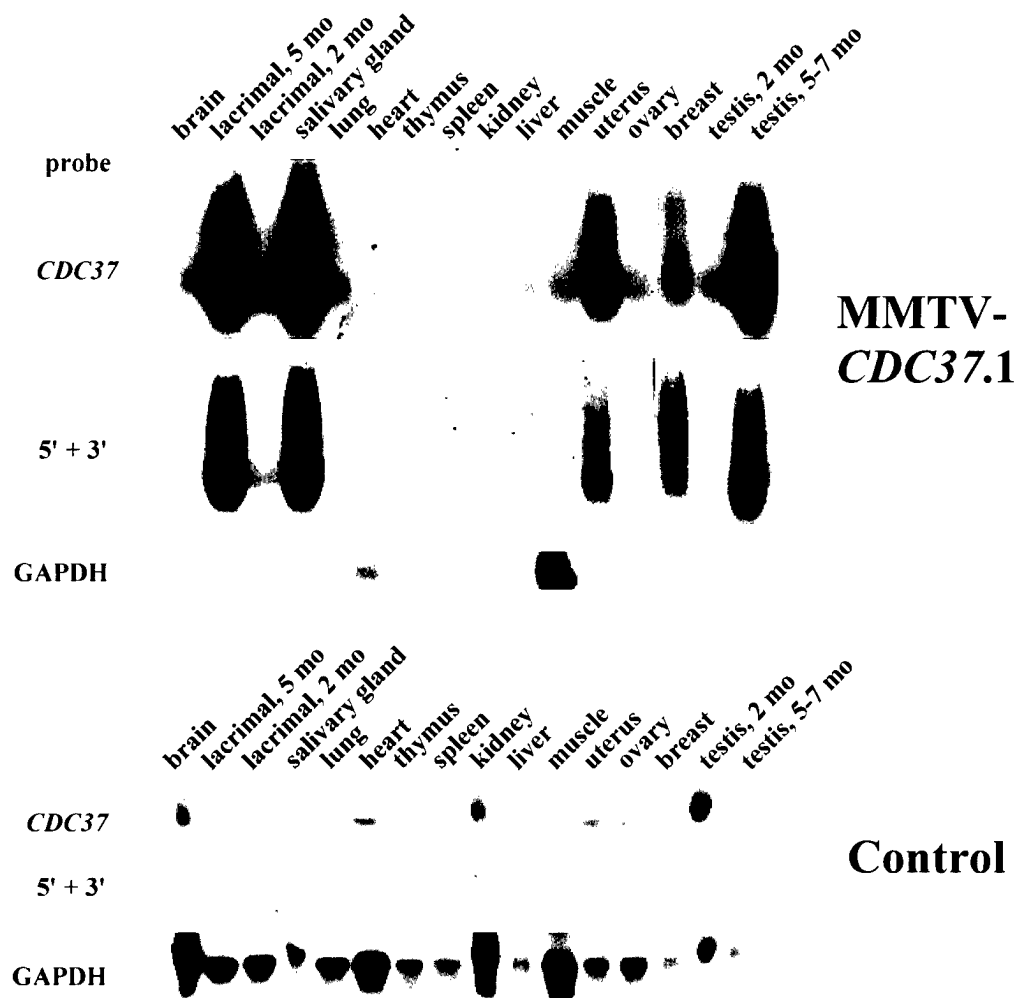 brain
lacrimal, 5 mo
lacrimal, 2 mo
salivary gland
lung
heart
thymus
spleen
kidney
liver
muscle
uterus
ovary
breast
testis, 2 mo
testis, 5-7 mo
probe
CDC37
MMTV-
CDC37.1
5' + 3'
GAPDH
brain
lacrimal, 5 mo
lacrimal, 2 mo
salivary gland
lung
heart
thymus
spleen
kidney
liver
muscle
uterus
ovary
breast
testis, 2 mo
testis, 5-7 mo
CDC37
Control
5' + 3'
GAPDH